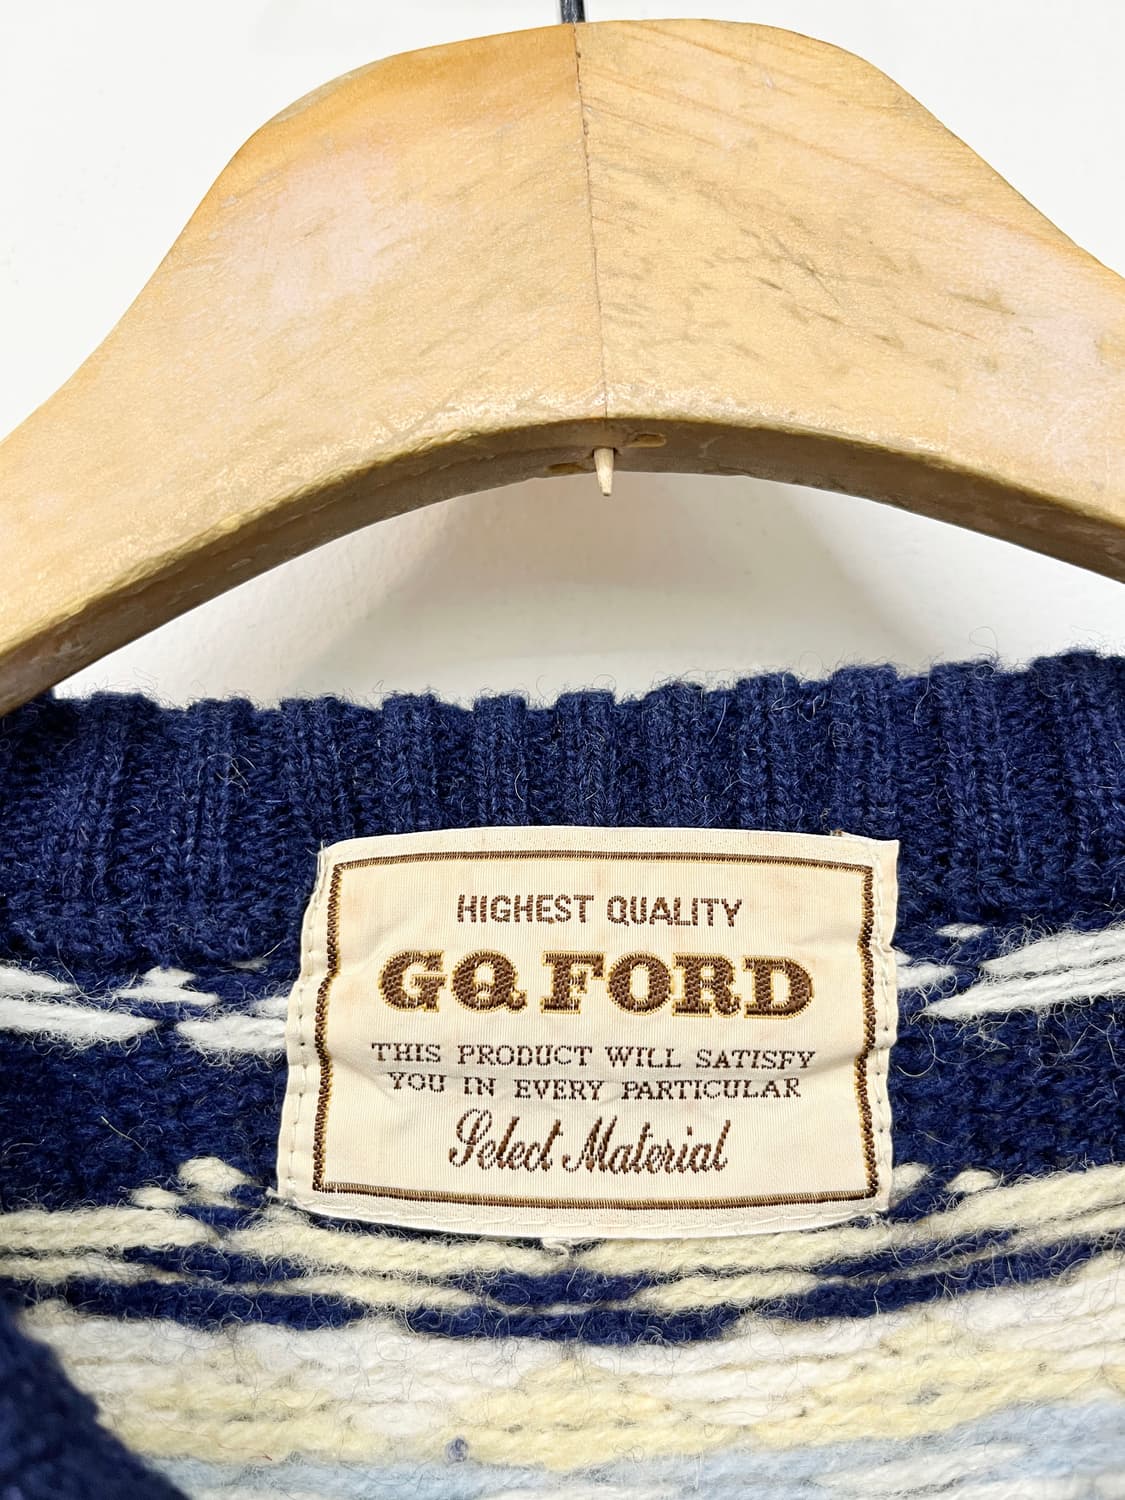 HIGHEST QUALITY
GQ FORD
THIS PRODUCT WILL SATISFY
YOU IN EVERY PARTICULAR
Select Material